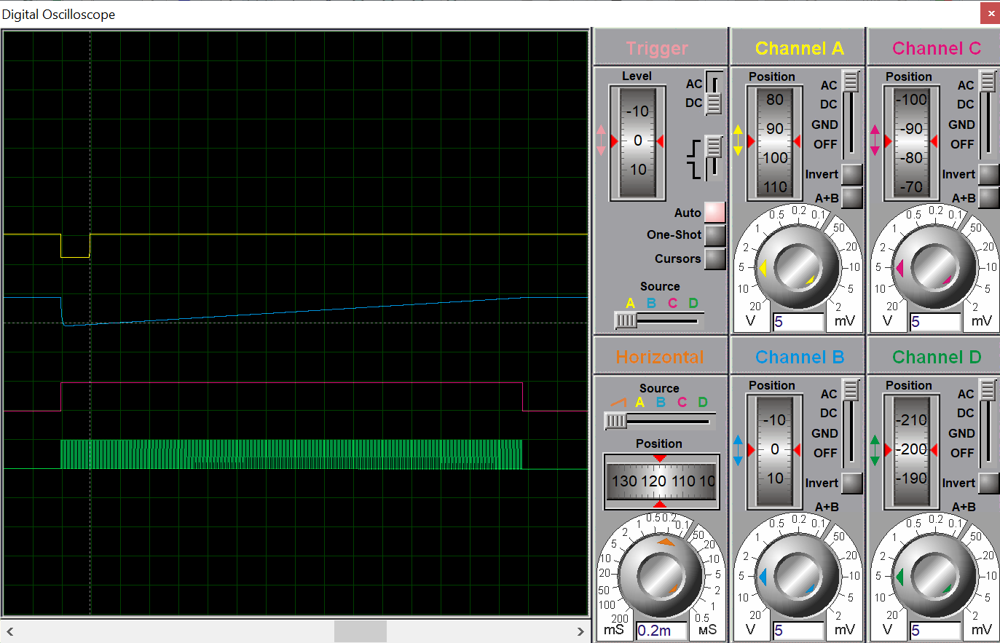 Digital Oscilloscope
Trigger
Level
-10
0
10
AC
DC
Auto
One-Shot
Cursors
Source
A B C D
Channel A
Position
80
90
100
110
AC
DC
GND
OFF
Invert
A+B
20 10 5 2 1 0.5 0.2 0.1 50 20 10 5 2
V 5 mV
Channel C
Position
-100
-90
-80
-70
AC
DC
GND
OFF
Invert
A+B
20 10 5 2 1 0.5 0.2 0.1 50 20 10 5 2
V 5 mV
Horizontal
Source
A B C D
Position
130 120 110 10
200 100 50 20 10 5 2 1 0.5 0.2 0.1 50 20 10 5 2 1 0.5
mS 0.2m мS
Channel B
Position
-10
0
10
AC
DC
GND
OFF
Invert
A+B
20 10 5 2 1 0.5 0.2 0.1 50 20 10 5 2
V 5 mV
Channel D
Position
-210
-200
-190
AC
DC
GND
OFF
Invert
A+B
20 10 5 2 1 0.5 0.2 0.1 50 20 10 5 2
V 5 mV